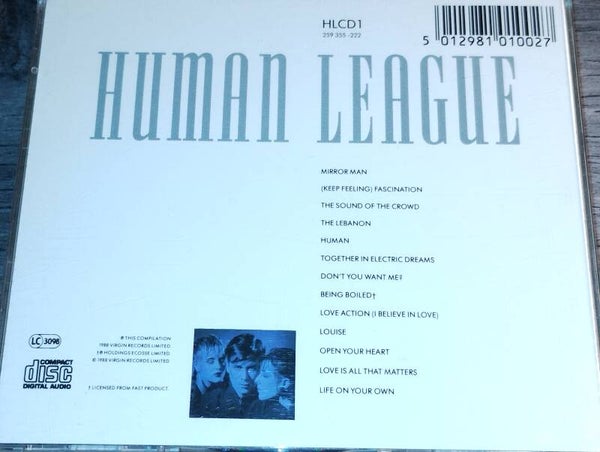 HLCD1
259 355 -222
5 012981 010027
HUMAN LEAGUE
MIRROR MAN
(KEEP FEELING) FASCINATION
THE SOUND OF THE CROWD
THE LEBANON
HUMAN
TOGETHER IN ELECTRIC DREAMS
DON'T YOU WANT ME?
BEING BOILED†
LOVE ACTION (I BELIEVE IN LOVE)
LOUISE
OPEN YOUR HEART
LOVE IS ALL THAT MATTERS
LIFE ON YOUR OWN
LC 3098
COMPACT
disc
DIGITAL AUDIO
℗ THIS COMPILATION
1988 VIRGIN RECORDS LIMITED
HOLDINGS ECOSSE LIMITED
© 1988 VIRGIN RECORDS LIMITED
† LICENSED FROM FAST PRODUCT.